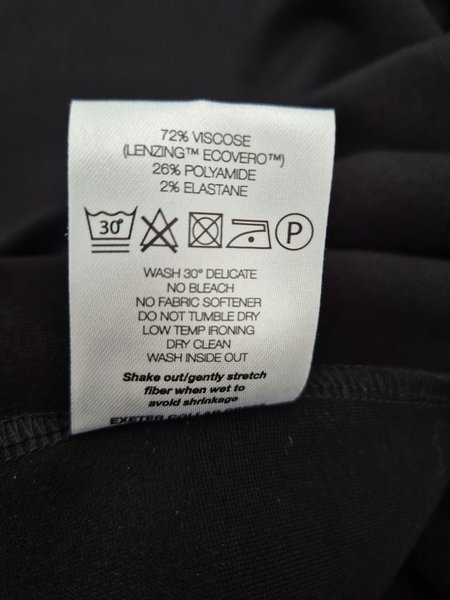 72% VISCOSE
(LENZING™ ECOVERO™)
26% POLYAMIDE
2% ELASTANE
30° P
WASH 30° DELICATE
NO BLEACH
NO FABRIC SOFTENER
DO NOT TUMBLE DRY
LOW TEMP IRONING
DRY CLEAN
WASH INSIDE OUT
Shake out/gently stretch
fiber when wet to
avoid shrinkage
EXETER COLLAR